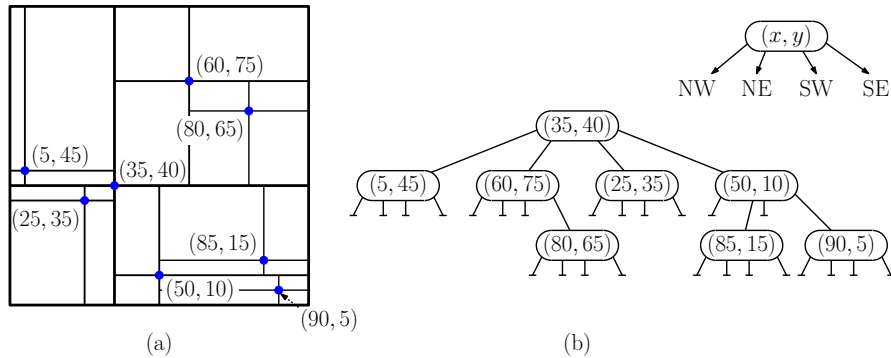 (60, 75)
(80, 65)
(5, 45)
(35, 40)
(25, 35)
(85, 15)
(50, 10)
(90, 5)
(a)
(x, y)
NW NE SW SE
(35, 40)
(5, 45) (60, 75) (25, 35) (50, 10)
(80, 65) (85, 15) (90, 5)
(b)